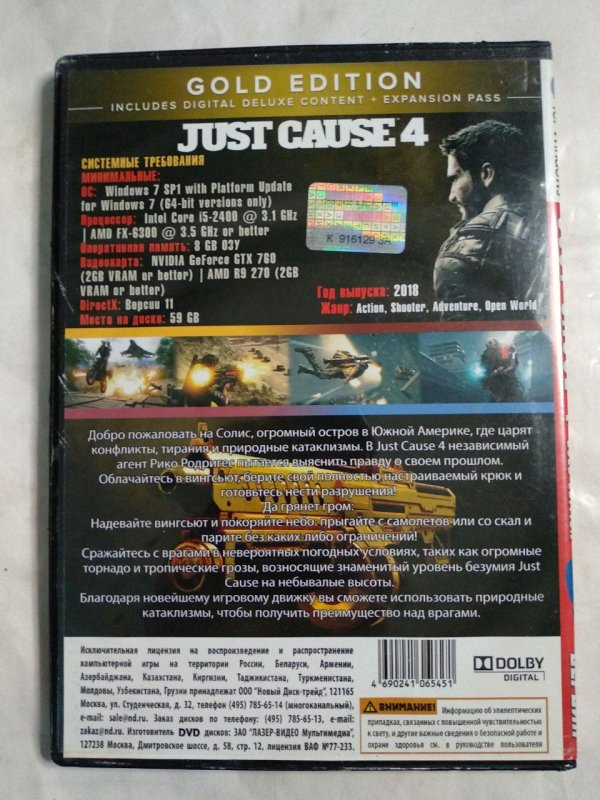 GOLD EDITION
INCLUDES DIGITAL DELUXE CONTENT + EXPANSION PASS
JUST CAUSE 4
СИСТЕМНЫЕ ТРЕБОВАНИЯ
МИНИМАЛЬНЫЕ:
ОС: Windows 7 SP1 with Platform Update
for Windows 7 (64-bit versions only)
Процессор: Intel Core i5-2400 @ 3.1 GHz
| AMD FX-6300 @ 3.5 GHz or better
Оперативная память: 8 GB ОЗУ
Видеокарта: NVIDIA GeForce GTX 760
(2GB VRAM or better) | AMD R9 270 (2GB
VRAM or better)
DirectX: Версии 11
Место на диске: 59 GB
К 916129
Год выпуска: 2018
Жанр: Action, Shooter, Adventure, Open World
Добро пожаловать на Солис, огромный остров в Южной Америке, где царят
конфликты, тирания и природные катаклизмы. В Just Cause 4 независимый
агент Рико Родригес пытается выяснить правду о своем прошлом.
Облачайтесь в вингсьют, берите свой полностью настраиваемый крюк и
готовьтесь нести разрушения!
Да грянет гром:
Надевайте вингсьют и покоряйте небо: прыгайте с самолетов или со скал и
парите без каких-либо ограничений!
Сражайтесь с врагами в невероятных погодных условиях, таких как огромные
торнадо и тропические грозы, возносящие знаменитый уровень безумия Just
Cause на небывалые высоты.
Благодаря новейшему игровому движку вы сможете использовать природные
катаклизмы, чтобы получить преимущество над врагами.
Исключительная лицензия на воспроизведение и распространение
компьютерной игры на территории России, Беларуси, Армении,
Азербайджана, Казахстана, Киргизии, Таджикистана, Туркменистана,
Молдовы, Узбекистана, Грузии принадлежит ООО "Новый Диск-трейд", 121165
Москва, ул. Студенческая, д. 32, телефон (495) 785-65-14 (многоканальный),
e-mail: sale@nd.ru. Заказ дисков по телефону: (495) 785-65-13, e-mail:
zakaz@nd.ru. Изготовитель DVD дисков: ЗАО "ЛАЗЕР-ВИДЕО Мультимедиа",
127238 Москва, Дмитровское шоссе, д. 58, стр. 12, лицензия ВАФ №77-233.
4 690241 065451
DOLBY
DIGITAL
ВНИМАНИЕ! Информация об эпилептических
припадках, связанных с повышенной чувствительностью
к свету, и другие важные сведения о безопасной работе и
охране здоровья см. в руководстве пользователя